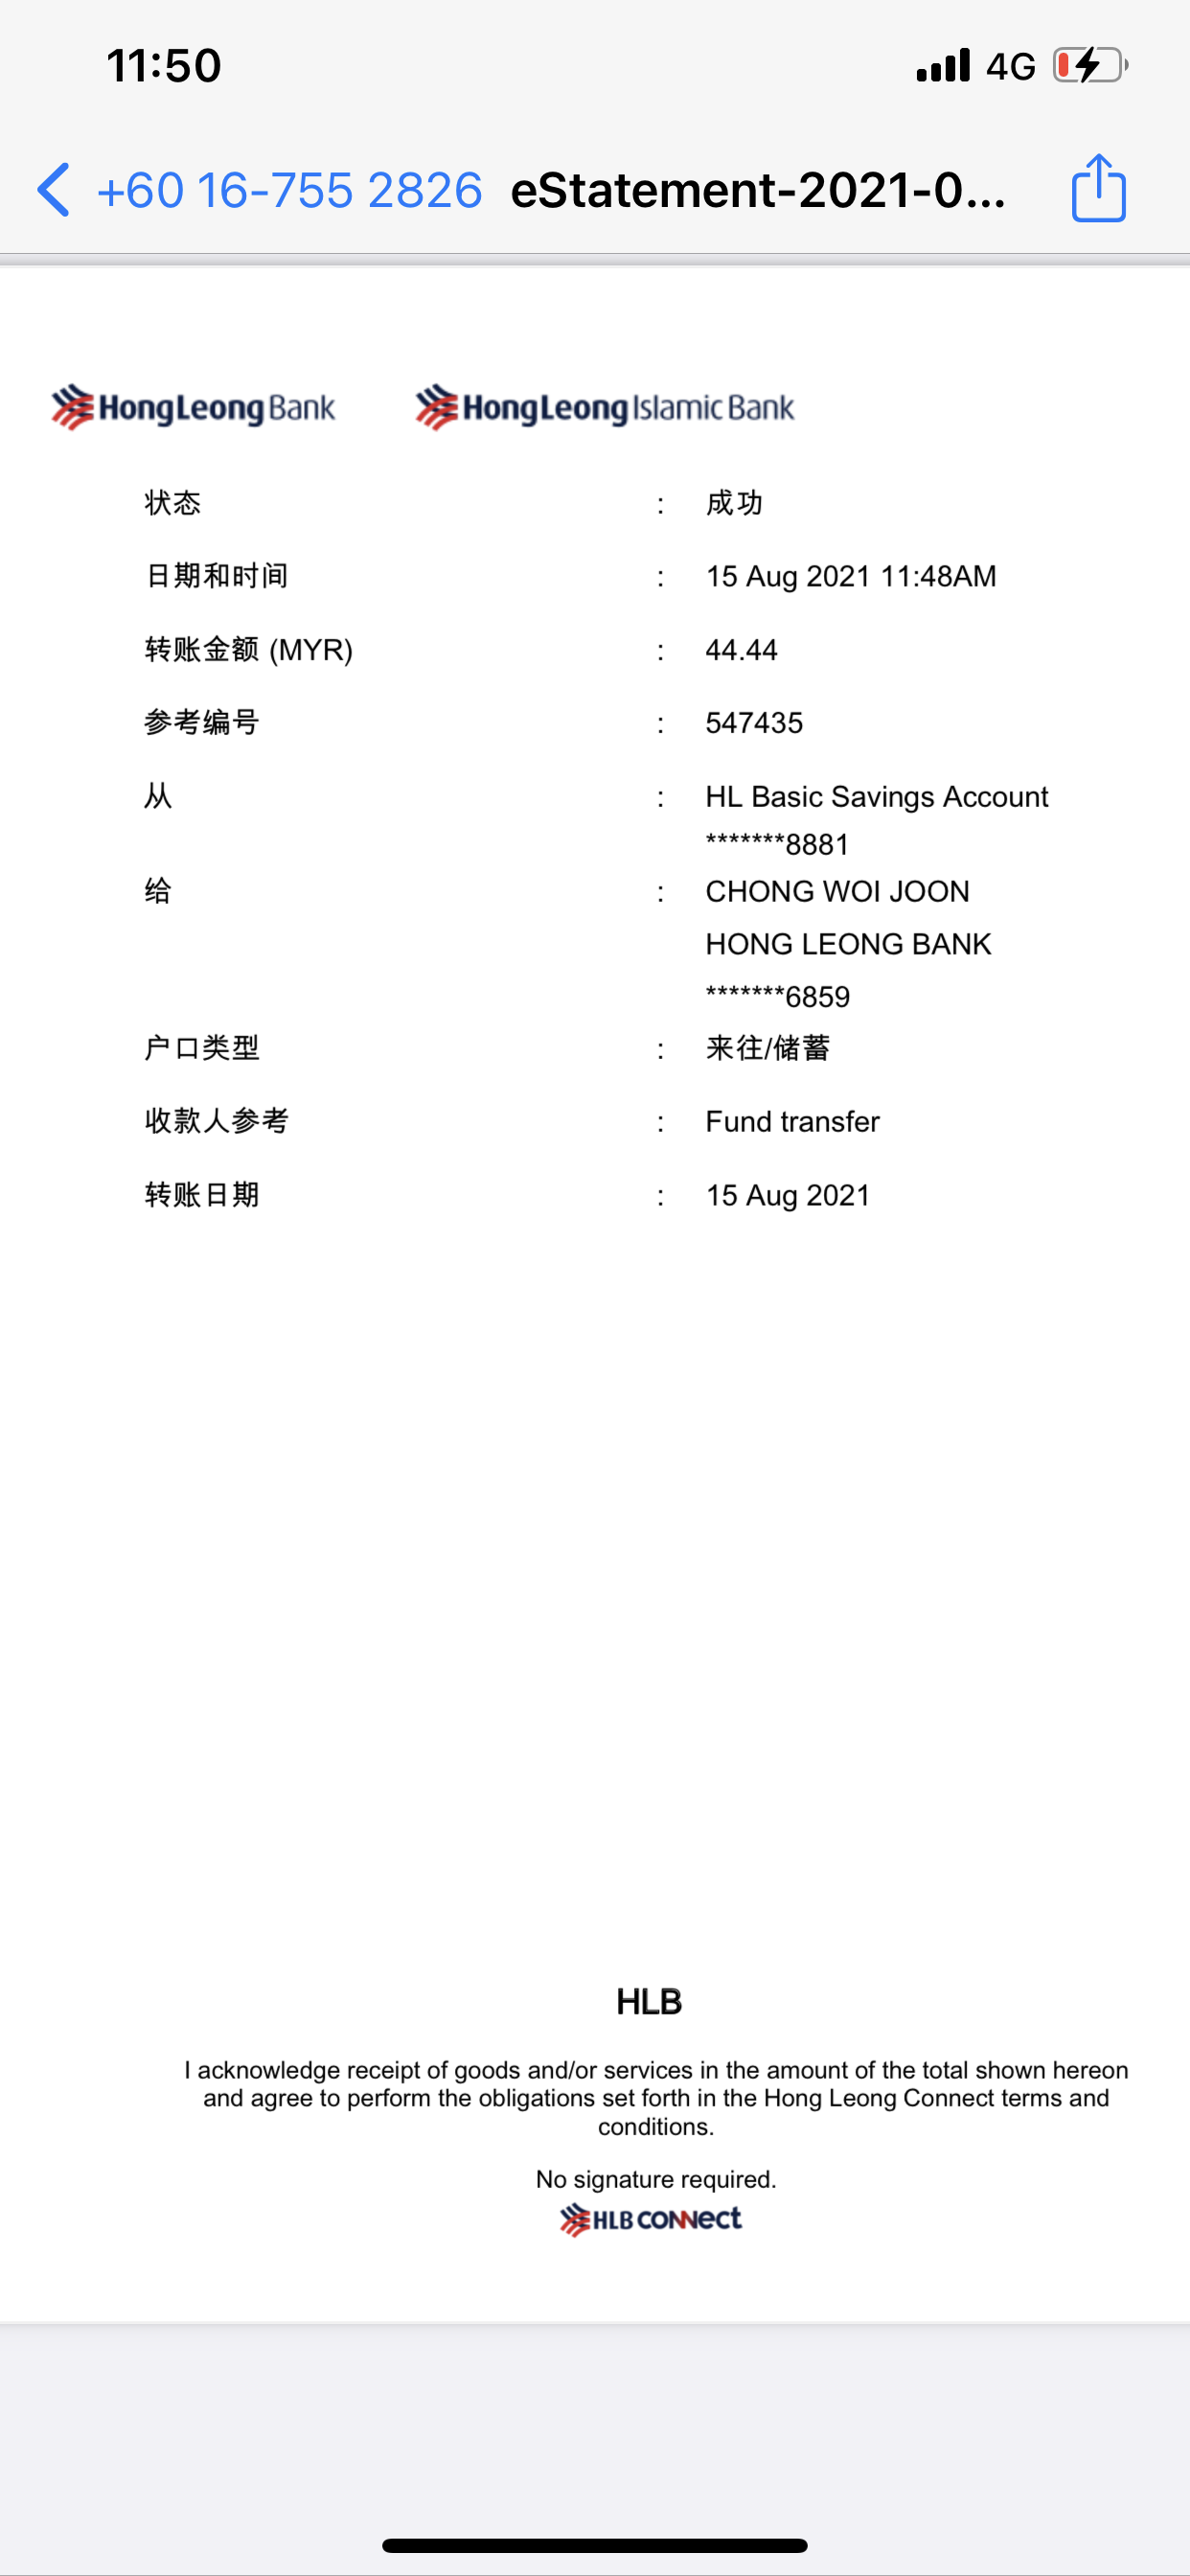 11:50 4G
+60 16-755 2826 eStatement-2021-0...
HongLeong Bank HongLeong Islamic Bank
状态 : 成功
日期和时间 : 15 Aug 2021 11:48AM
转账金额 (MYR) : 44.44
参考编号 : 547435
从 : HL Basic Savings Account
*******8881
给 : CHONG WOI JOON
HONG LEONG BANK
*******6859
户口类型 : 来往/储蓄
收款人参考 : Fund transfer
转账日期 : 15 Aug 2021
HLB
I acknowledge receipt of goods and/or services in the amount of the total shown hereon
and agree to perform the obligations set forth in the Hong Leong Connect terms and
conditions.
No signature required.
HLB CONNECT